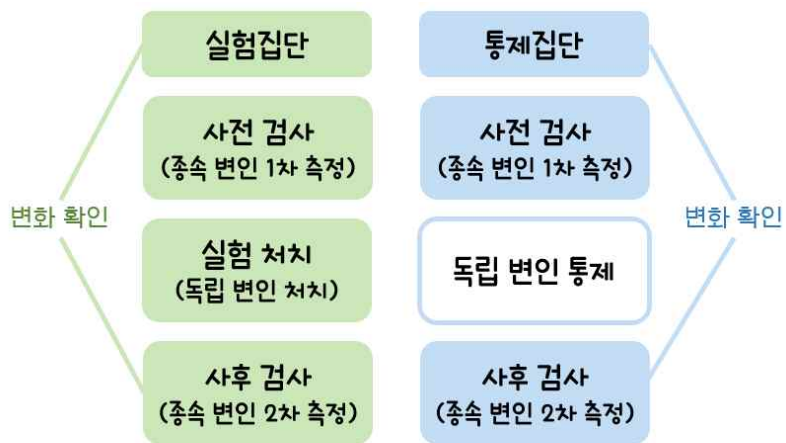 실험집단
사전 검사
(종속 변인 1차 측정)
실험 처치
(독립 변인 처치)
사후 검사
(종속 변인 2차 측정)
변화 확인
통제집단
사전 검사
(종속 변인 1차 측정)
독립 변인 통제
사후 검사
(종속 변인 2차 측정)
변화 확인